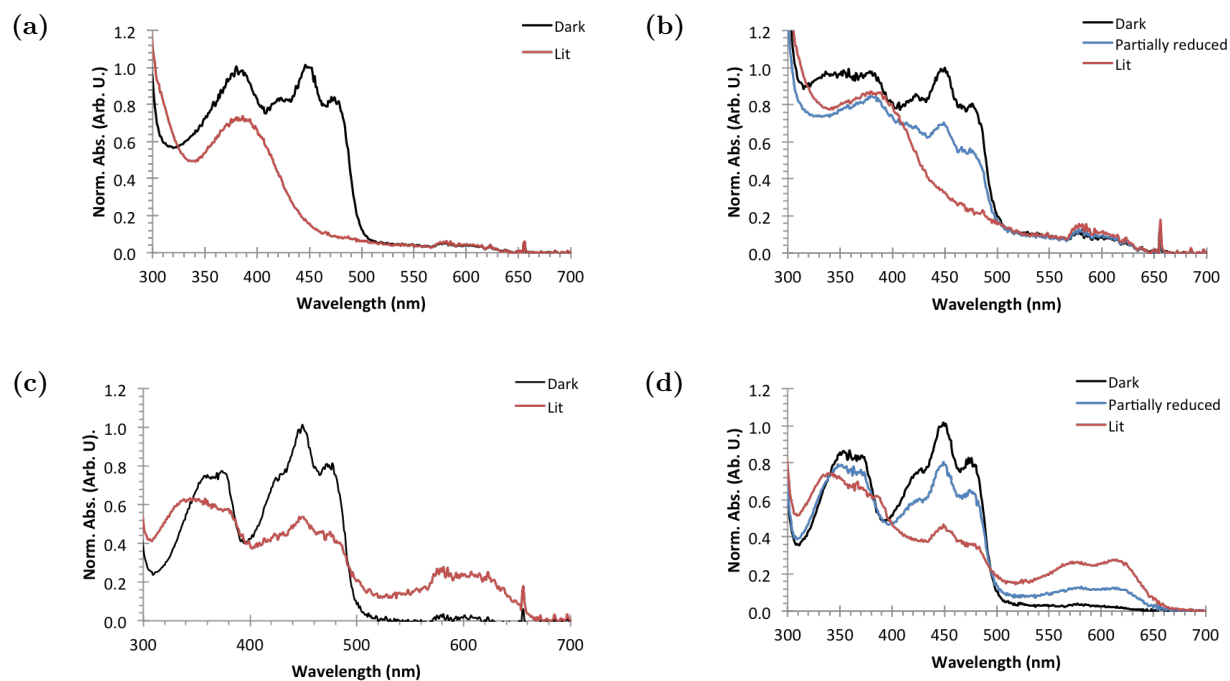 (a)
Dark
Lit
Norm. Abs. (Arb. U.)
1.2
1.0
0.8
0.6
0.4
0.2
0.0
300 350 400 450 500 550 600 650 700
Wavelength (nm)
(b)
Dark
Partially reduced
Lit
Norm. Abs. (Arb. U.)
1.2
1.0
0.8
0.6
0.4
0.2
0.0
300 350 400 450 500 550 600 650 700
Wavelength (nm)
(c)
Dark
Lit
Norm. Abs. (Arb. U).
1.2
1.0
0.8
0.6
0.4
0.2
0.0
300 400 500 600 700
Wavelength (nm)
(d)
Dark
Partially reduced
Lit
Norm. Abs. (Ab. U.)
1.2
1.0
0.8
0.6
0.4
0.2
0.0
300 350 400 450 500 550 600 650 700
Wavelength (nm)